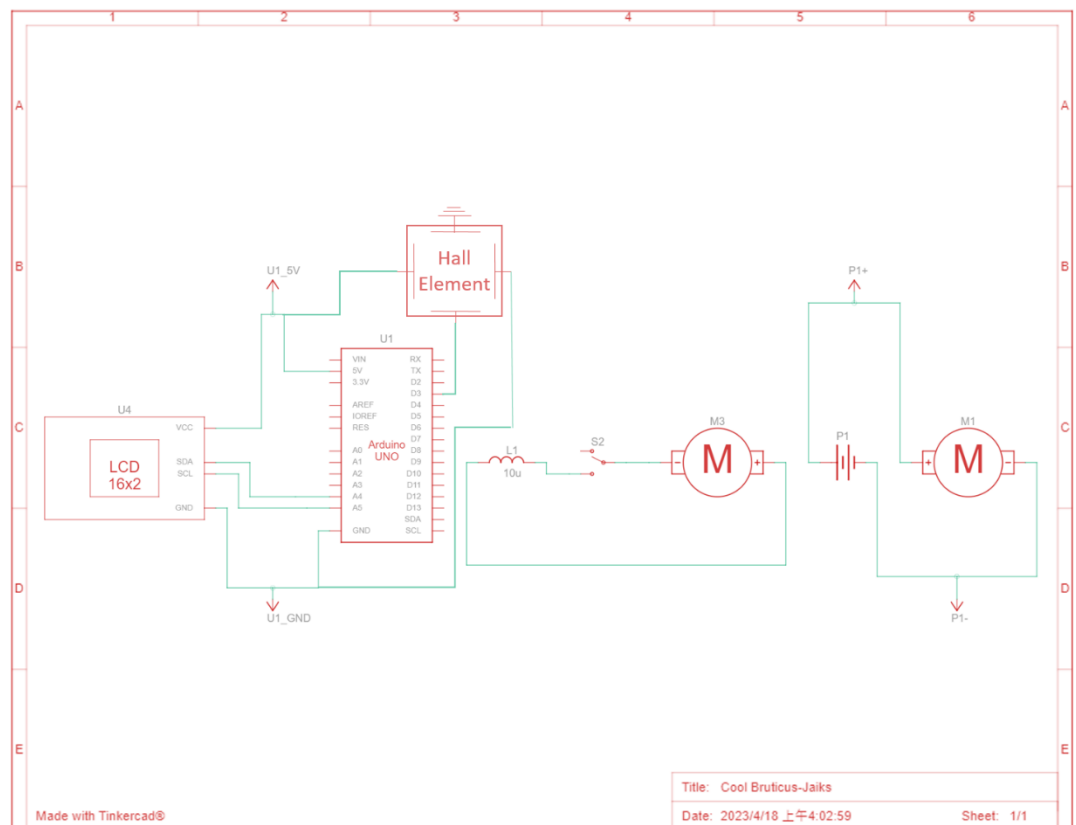 1 2 3 4 5 6
A A
Hall
Element
B B
U1_5V
P1+
U1
VIN RX
5V TX
3.3V D2
D3
AREF D4
IOREF D5
RES D6
D7
A0 D8
A1 D9
A2 D10
A3 D11
A4 D12
A5 D13
SDA
GND SCL
Arduino
UNO
U4
VCC
SDA
SCL
GND
LCD
16x2
C C
L1
10u
S2
M3
- M +
P1
M1
+ M -
D D
U1_GND
P1-
E E
Title: Cool Bruticus-Jaiks
Made with Tinkercad®
Date: 2023/4/18 上午4:02:59 Sheet: 1/1